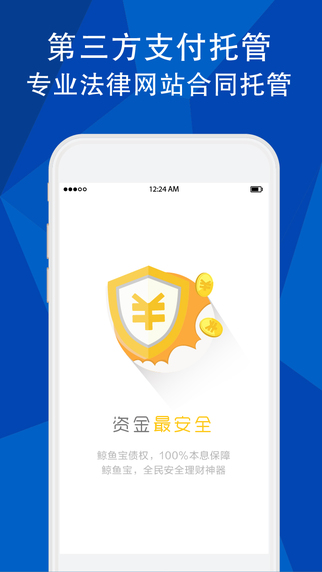 第三方支付托管
专业法律网站合同托管
12:24 AM
¥
资金最安全
鲸鱼宝债权，100%本息保障
鲸鱼宝，全民安全理财神器